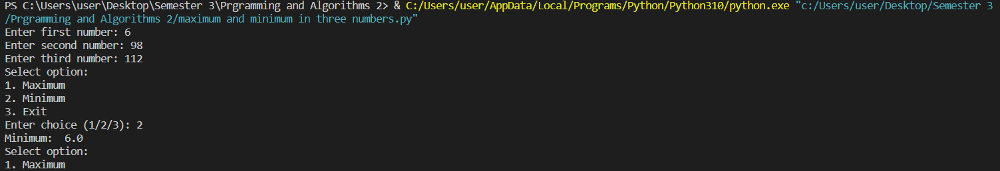 PS C:\Users\user\Desktop\Semester 3\Prgramming and Algorithms 2> & C:/Users/user/AppData/Local/Programs/Python/Python310/python.exe "c:/Users/user/Desktop/Semester 3
/Prgramming and Algorithms 2/maximum and minimum in three numbers.py"
Enter first number: 6
Enter second number: 98
Enter third number: 112
Select option:
1. Maximum
2. Minimum
3. Exit
Enter choice (1/2/3): 2
Minimum:  6.0
Select option:
1. Maximum